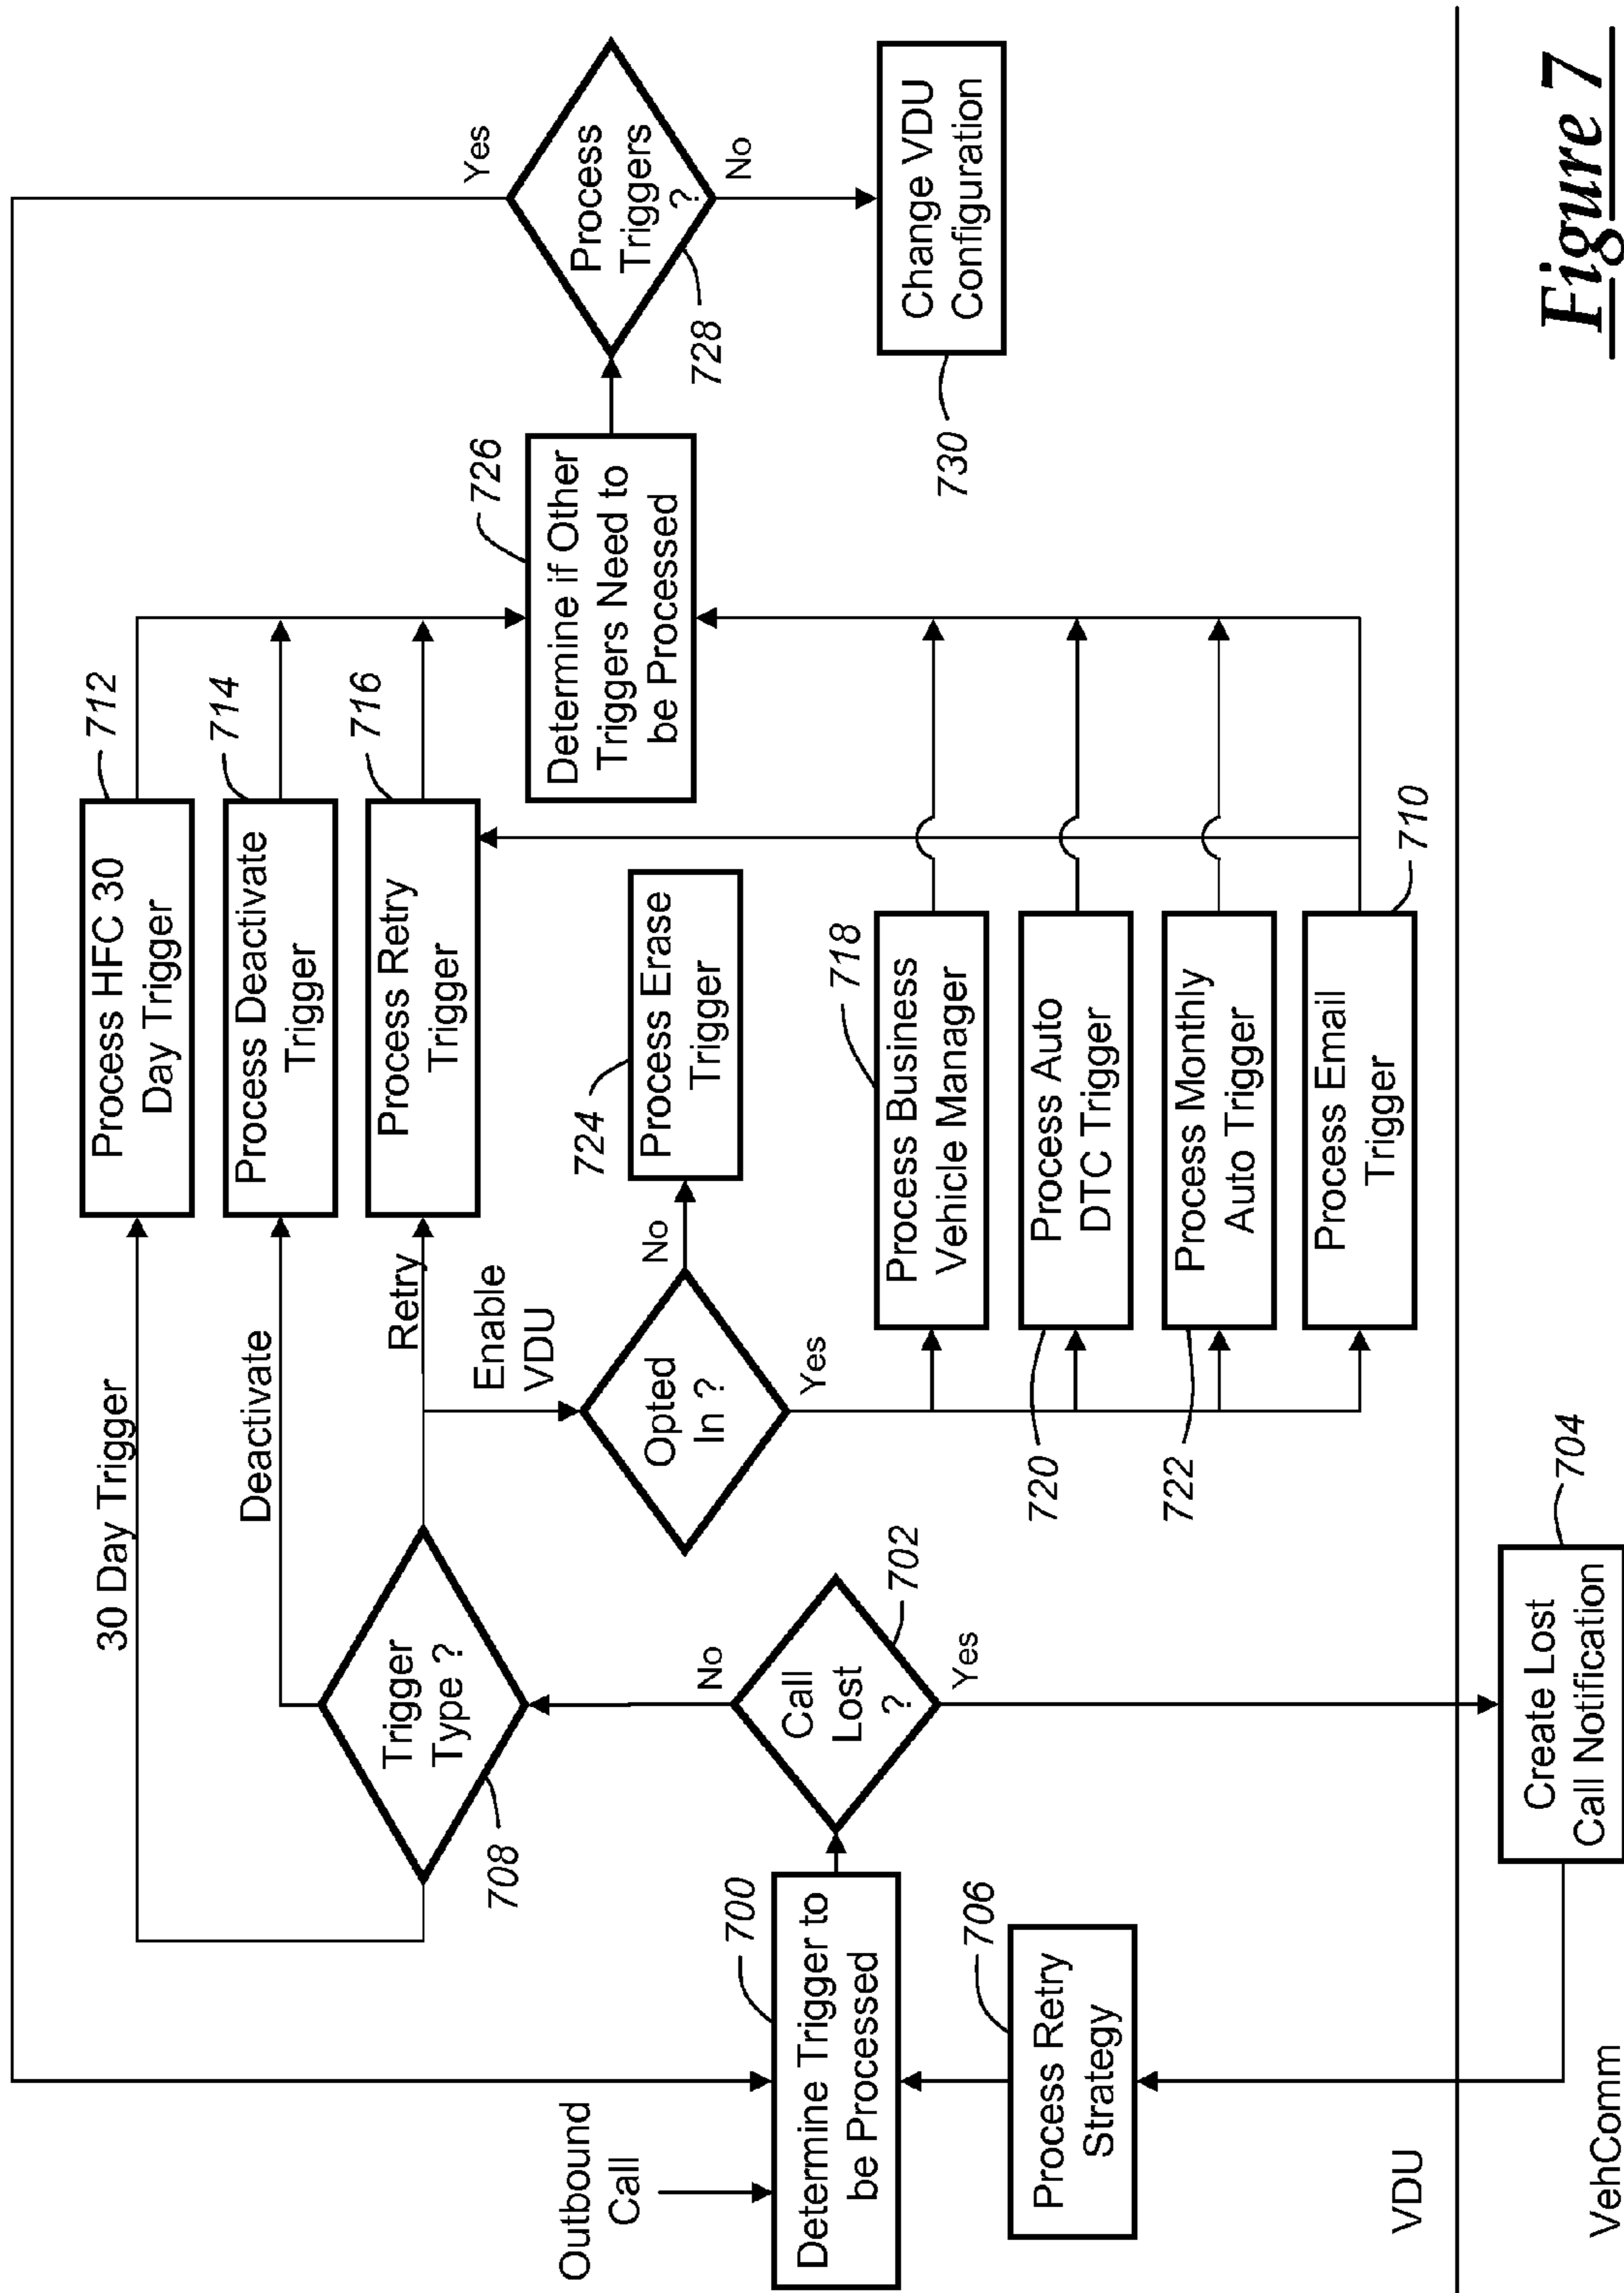 Outbound
Call
700
Determine Trigger to
be Processed
706
Process Retry
Strategy
Call
Lost
?
702
No
Yes
704
Create Lost
Call Notification
Trigger
Type ?
708
30 Day Trigger
Deactivate
Retry
Enable
VDU
Opted
In ?
No
Yes
712
Process HFC 30
Day Trigger
714
Process Deactivate
Trigger
716
Process Retry
Trigger
724
Process Erase
Trigger
718
Process Business
Vehicle Manager
720
Process Auto
DTC Trigger
722
Process Monthly
Auto Trigger
710
Process Email
Trigger
726
Determine if Other
Triggers Need to
be Processed
Process
Triggers
?
728
Yes
No
730
Change VDU
Configuration
VDU
VehComm
Figure 7